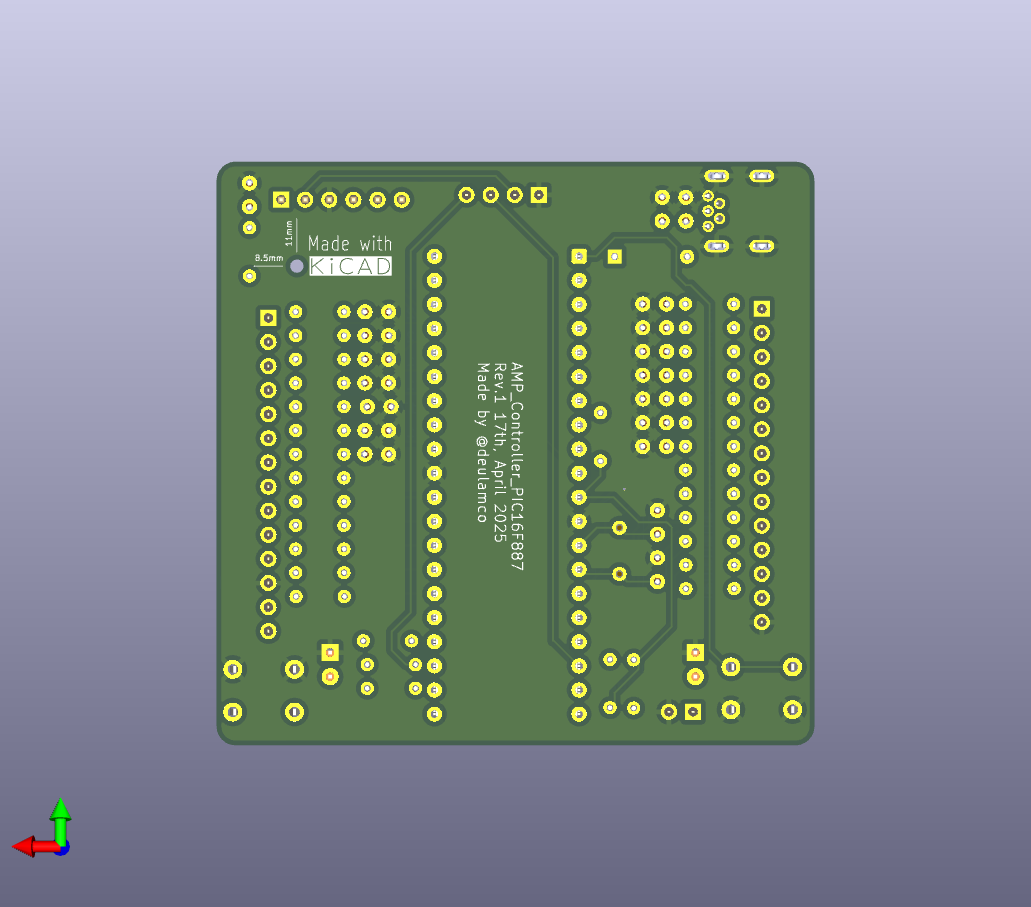 11mm
Made with
8.5mm
KiCAD
AMP_Controller_PIC16F887
Rev.1 17th, April 2025
Made by @deulamco